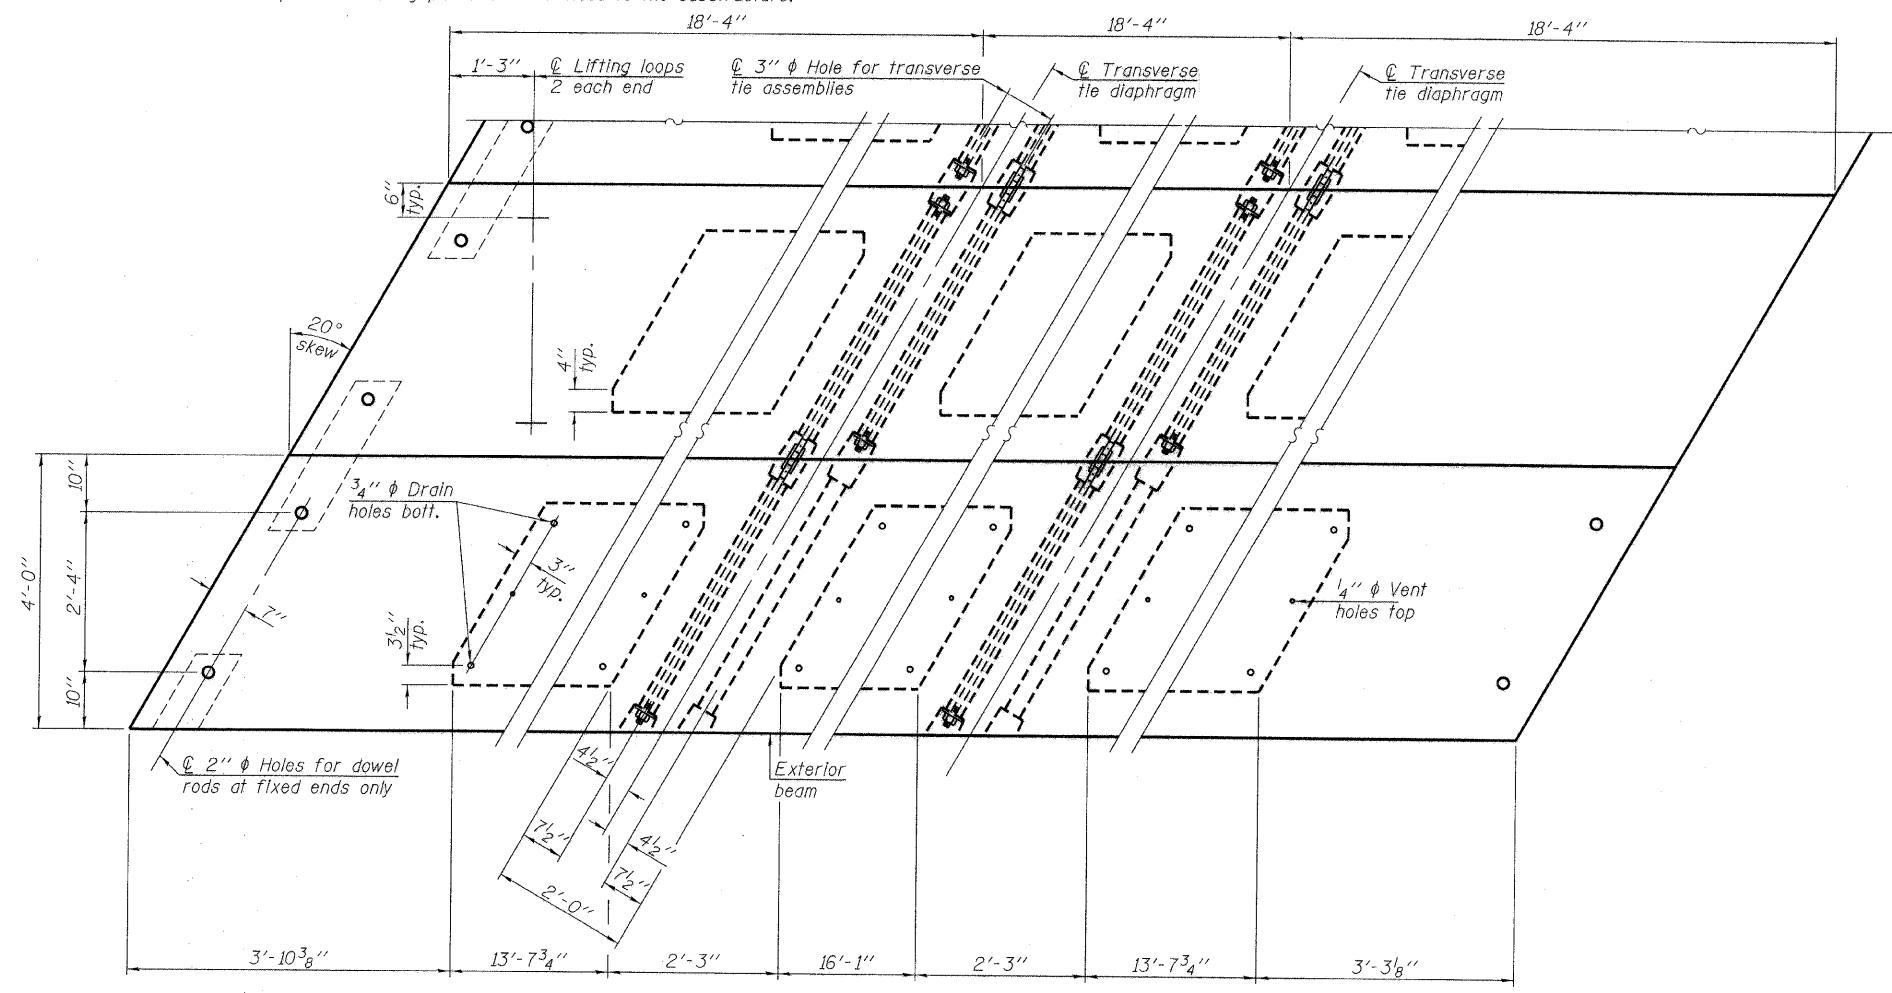 18'-4"
18'-4"
18'-4"
1'-3"
℄ Lifting loops
2 each end
℄ 3" ϕ Hole for transverse
tie assemblies
℄ Transverse
tie diaphragm
℄ Transverse
tie diaphragm
6"
typ.
20°
skew
4"
typ.
10"
3/4" ϕ Drain
holes bott.
4'-0"
2'-4"
3"
typ.
7"
3 1/2"
typ.
1/4" ϕ Vent
holes top
10"
℄ 2" ϕ Holes for dowel
rods at fixed ends only
4 1/2"
Exterior
beam
7 1/2"
4 1/2"
7 1/2"
2'-0"
3'-10 3/8"
13'-7 3/4"
2'-3"
16'-1"
2'-3"
13'-7 3/4"
3'-3 1/8"